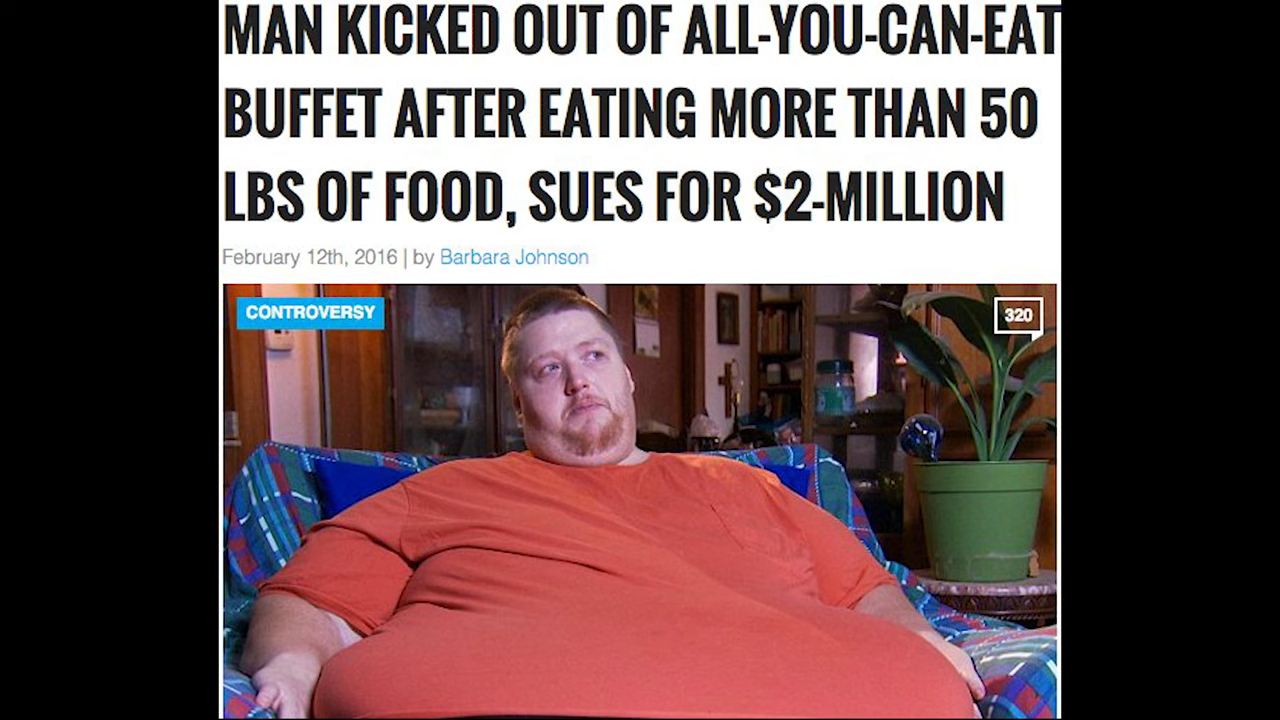 MAN KICKED OUT OF ALL-YOU-CAN-EAT
BUFFET AFTER EATING MORE THAN 50
LBS OF FOOD, SUES FOR $2-MILLION
February 12th, 2016 | by Barbara Johnson
CONTROVERSY
320